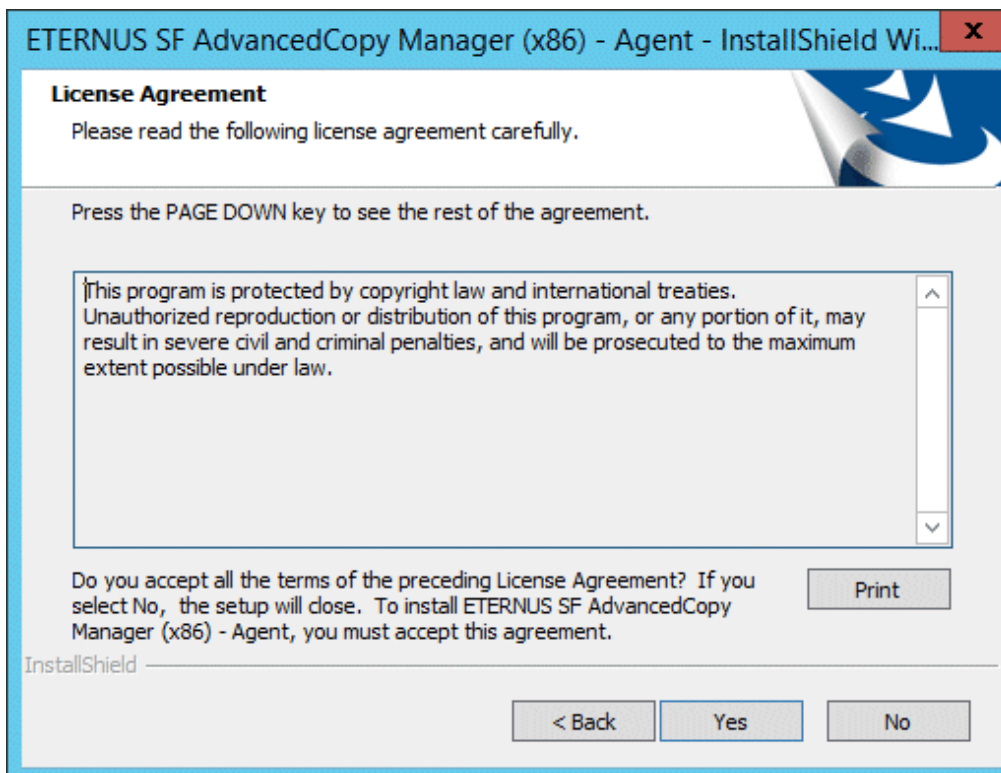 ETERNUS SF AdvancedCopy Manager (x86) - Agent - InstallShield Wi...
License Agreement
Please read the following license agreement carefully.
Press the PAGE DOWN key to see the rest of the agreement.
This program is protected by copyright law and international treaties.
Unauthorized reproduction or distribution of this program, or any portion of it, may
result in severe civil and criminal penalties, and will be prosecuted to the maximum
extent possible under law.
Do you accept all the terms of the preceding License Agreement? If you
select No, the setup will close. To install ETERNUS SF AdvancedCopy
Manager (x86) - Agent, you must accept this agreement.
Print
InstallShield
< Back
Yes
No